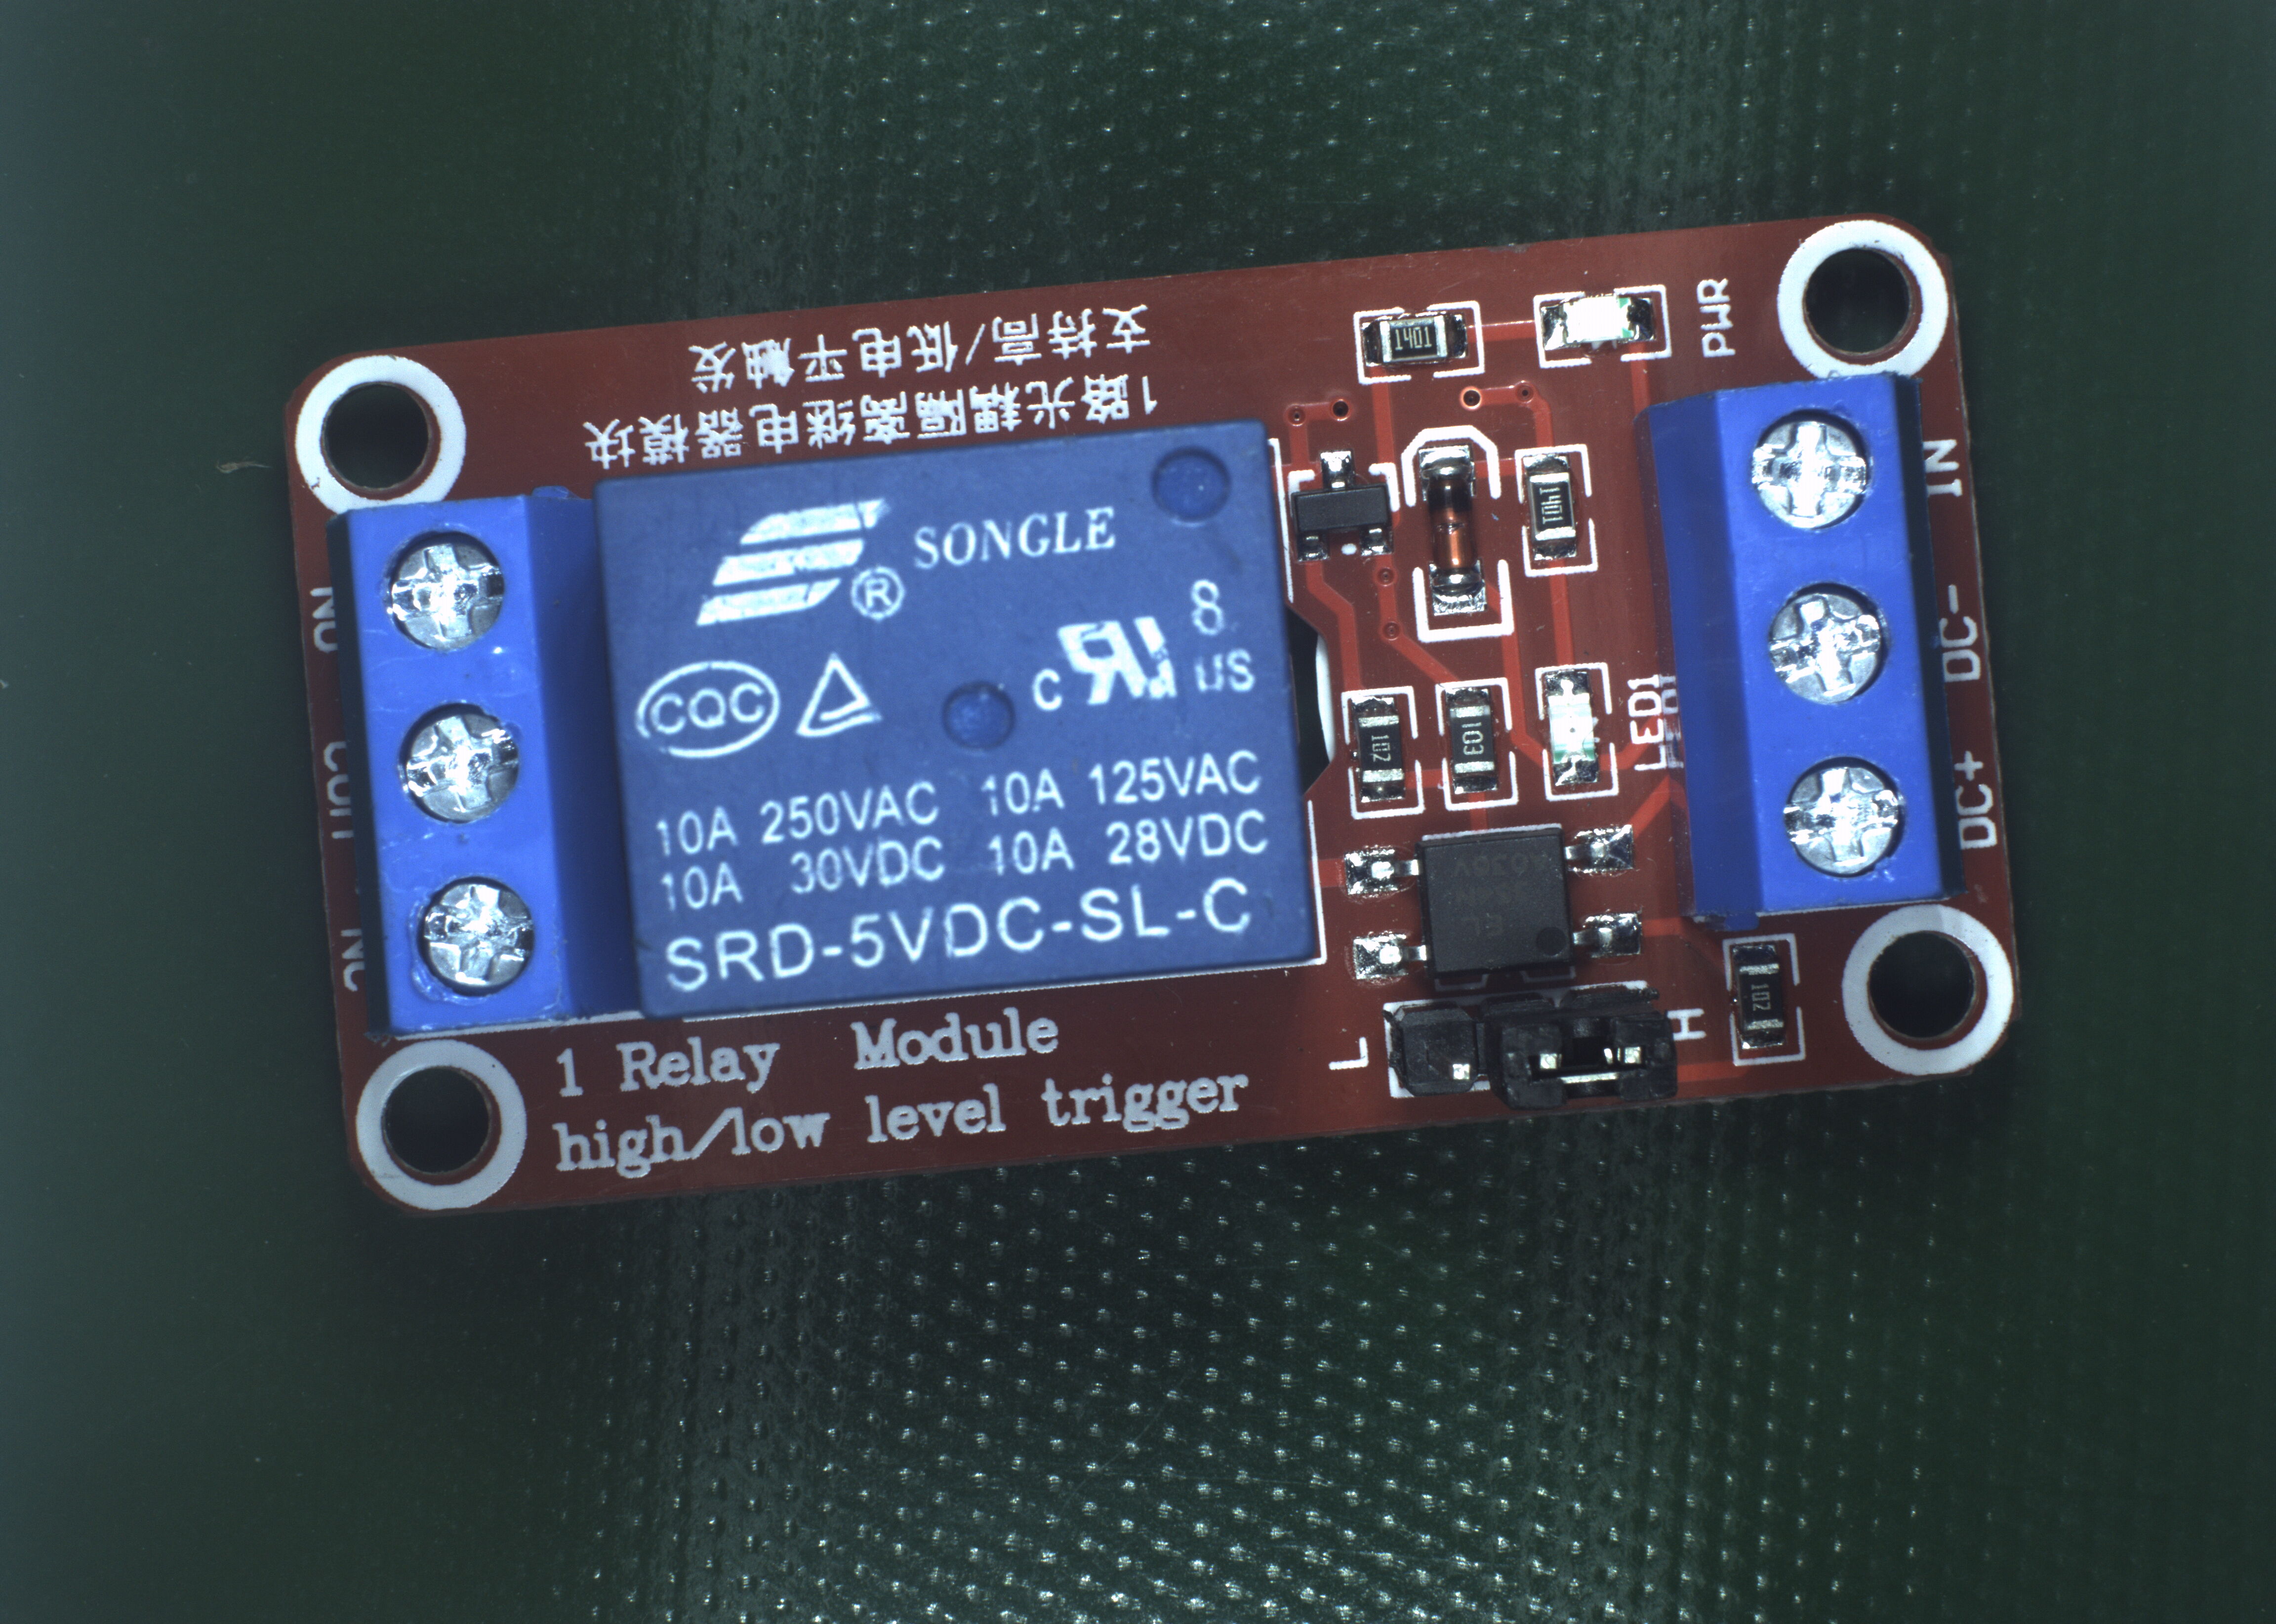 支持高/低电平触发
1路光耦隔离继电器模块
1401
PWR
SONGLE
®
1401
IN
NO
8
CQC
c
US
DC-
LED1
102
103
COM
10A 250VAC 10A 125VAC
10A 30VDC 10A 28VDC
DC+
SRD-5VDC-SL-C
NC
102
H
L
1 Relay Module
high/low level trigger